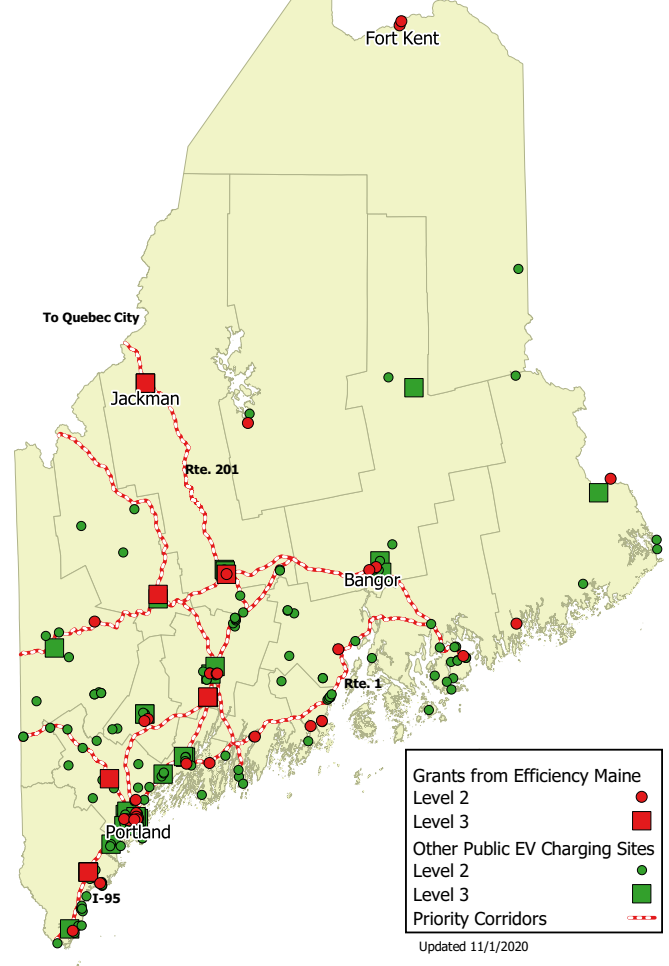 Fort Kent
To Quebec City
Jackman
Rte. 201
Bangor
Rte. 1
Portland
I-95
Grants from Efficiency Maine
Level 2
Level 3
Other Public EV Charging Sites
Level 2
Level 3
Priority Corridors
Updated 11/1/2020